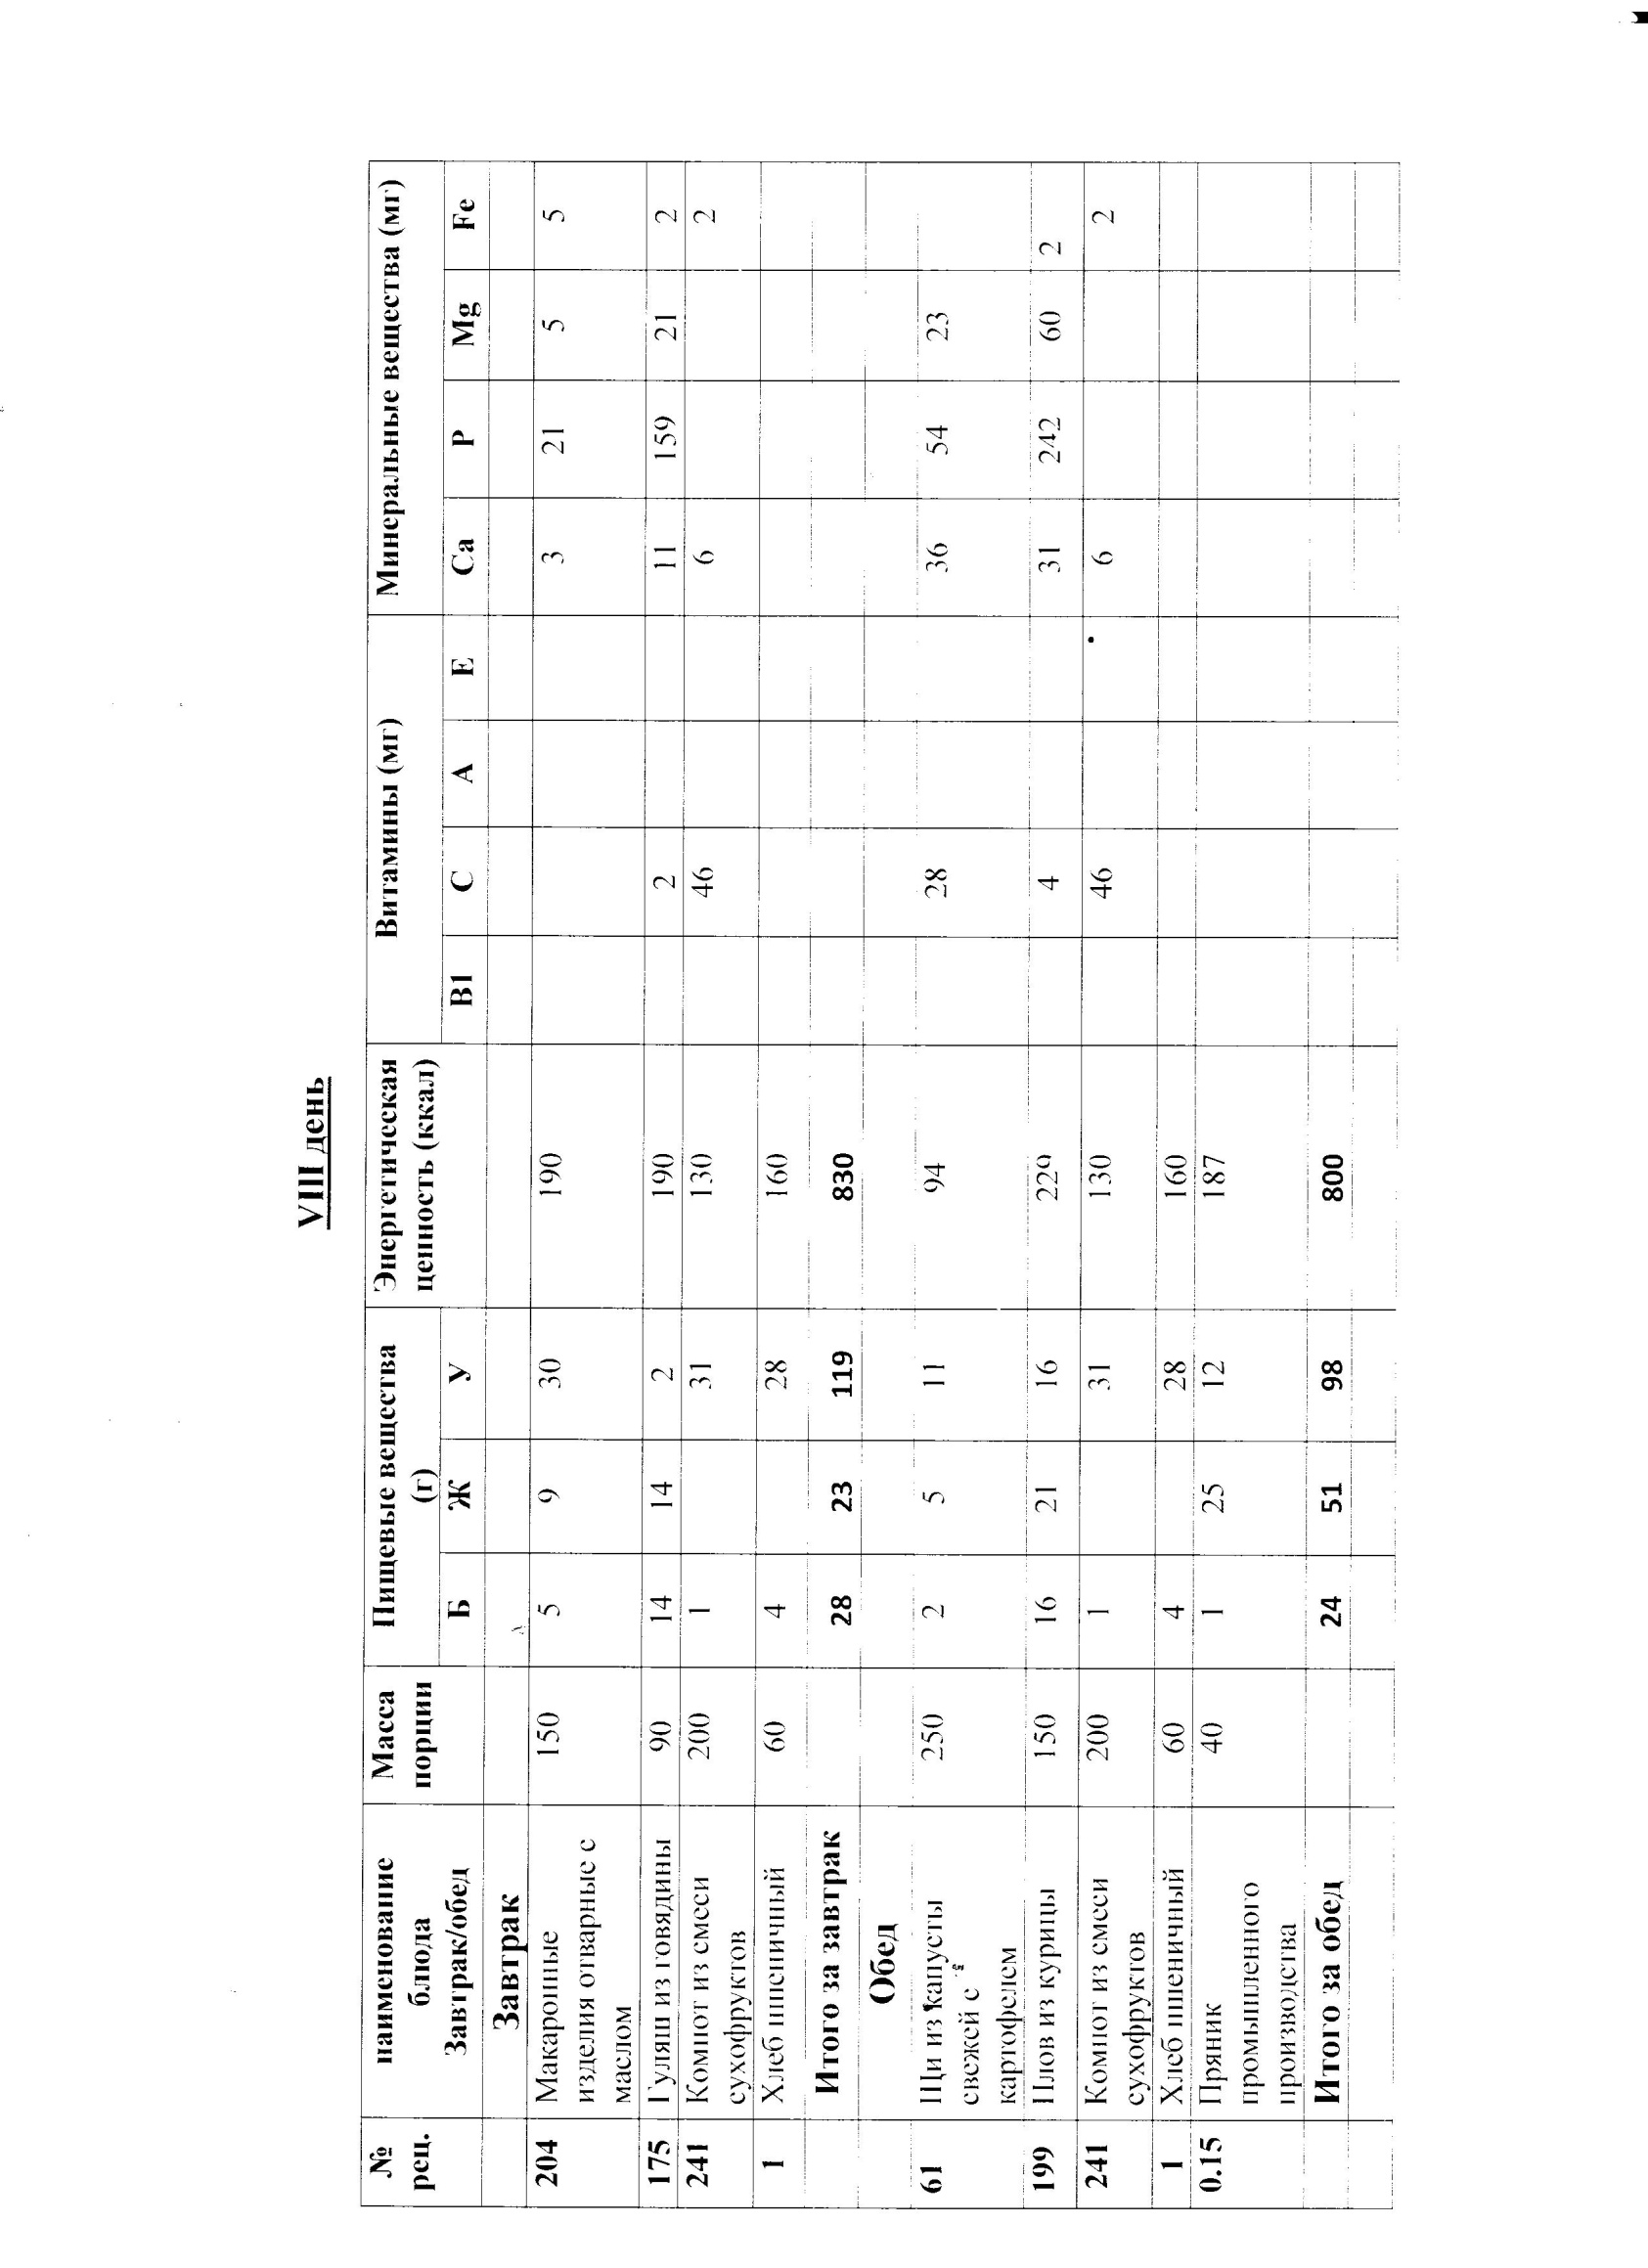 VIII день
№ рец. наименование блюда Завтрак/обед Масса порции Пищевые вещества (г) Энергетическая ценность (ккал) Витамины (мг) Минеральные вещества (мг)
Б Ж У В1 С А Е Са Р Mg Fe
Завтрак
204 Макаронные 150 5 9 30 190 3 21 5 5
изделия отварные с
маслом
175 Гуляш из говядины 90 14 14 2 190 2 11 159 21 2
241 Компот из смеси 200 1 31 130 46 6 2
сухофруктов
1 Хлеб пшеничный 60 4 28 160
Итого за завтрак 28 23 119 830
Обед
61 Щи из капусты 250 2 5 11 94 28 36 54 23
свежей с
картофелем
199 Плов из курицы 150 16 21 16 229 4 31 242 60 2
241 Компот из смеси 200 1 31 130 46 6 2
сухофруктов
1 Хлеб пшеничный 60 4 28 160
0.15 Пряник 40 1 25 12 187
промышленного
производства
Итого за обед 24 51 98 800